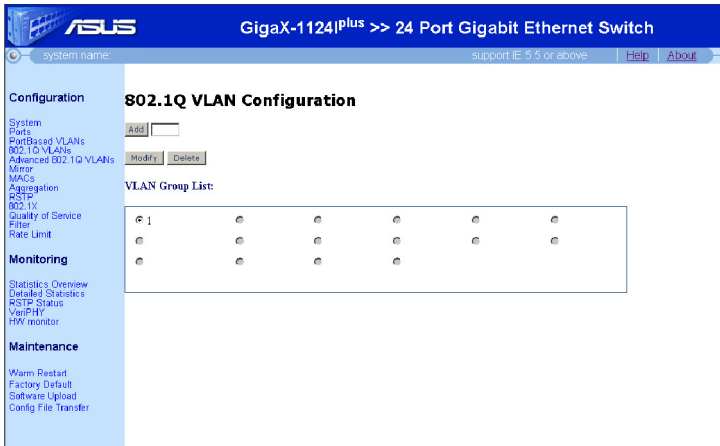 ASUS
GigaX-1124i plus >> 24 Port Gigabit Ethernet Switch
system name:
support IE 5.5 or above
Help
About
Configuration
System
Ports
PortBased VLANs
802.1Q VLANs
Advanced 802.1Q VLANs
Mirror
MACs
Aggregation
RSTP
802.1X
Quality of Service
Filter
Rate Limit
Monitoring
Statistics Overview
Detailed Statistics
RSTP Status
VeriPHY
HW monitor
Maintenance
Warm Restart
Factory Default
Software Upload
Config File Transfer
802.1Q VLAN Configuration
Add
Modify Delete
VLAN Group List:
1